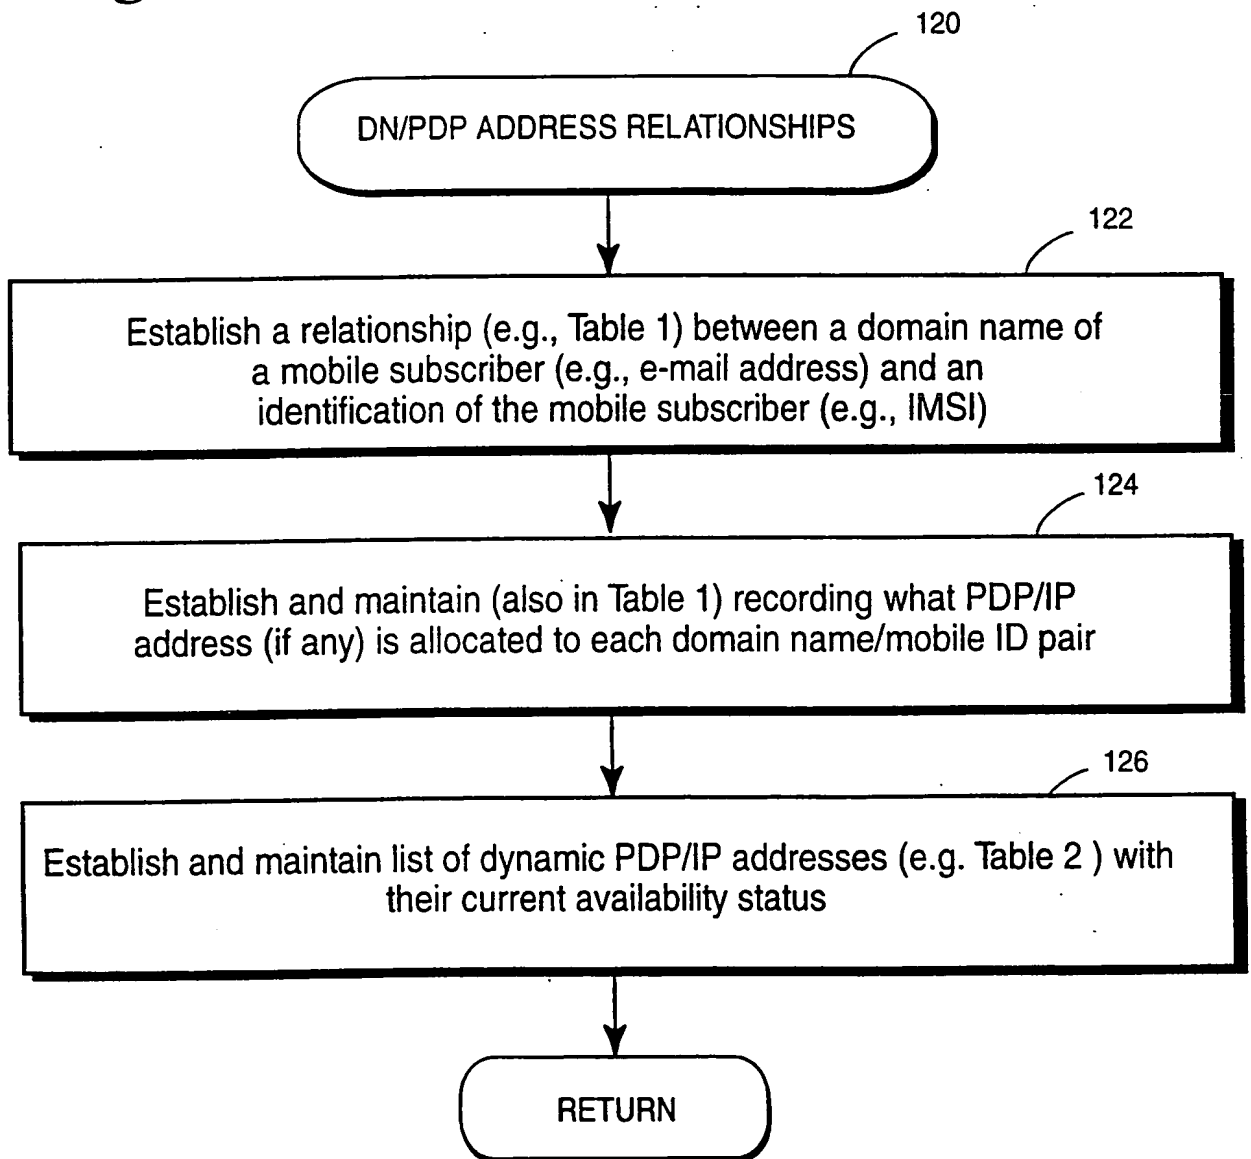 120
DN/PDP ADDRESS RELATIONSHIPS
122
Establish a relationship (e.g., Table 1) between a domain name of
a mobile subscriber (e.g., e-mail address) and an
identification of the mobile subscriber (e.g., IMSI)
124
Establish and maintain (also in Table 1) recording what PDP/IP
address (if any) is allocated to each domain name/mobile ID pair
126
Establish and maintain list of dynamic PDP/IP addresses (e.g. Table 2 ) with
their current availability status
RETURN